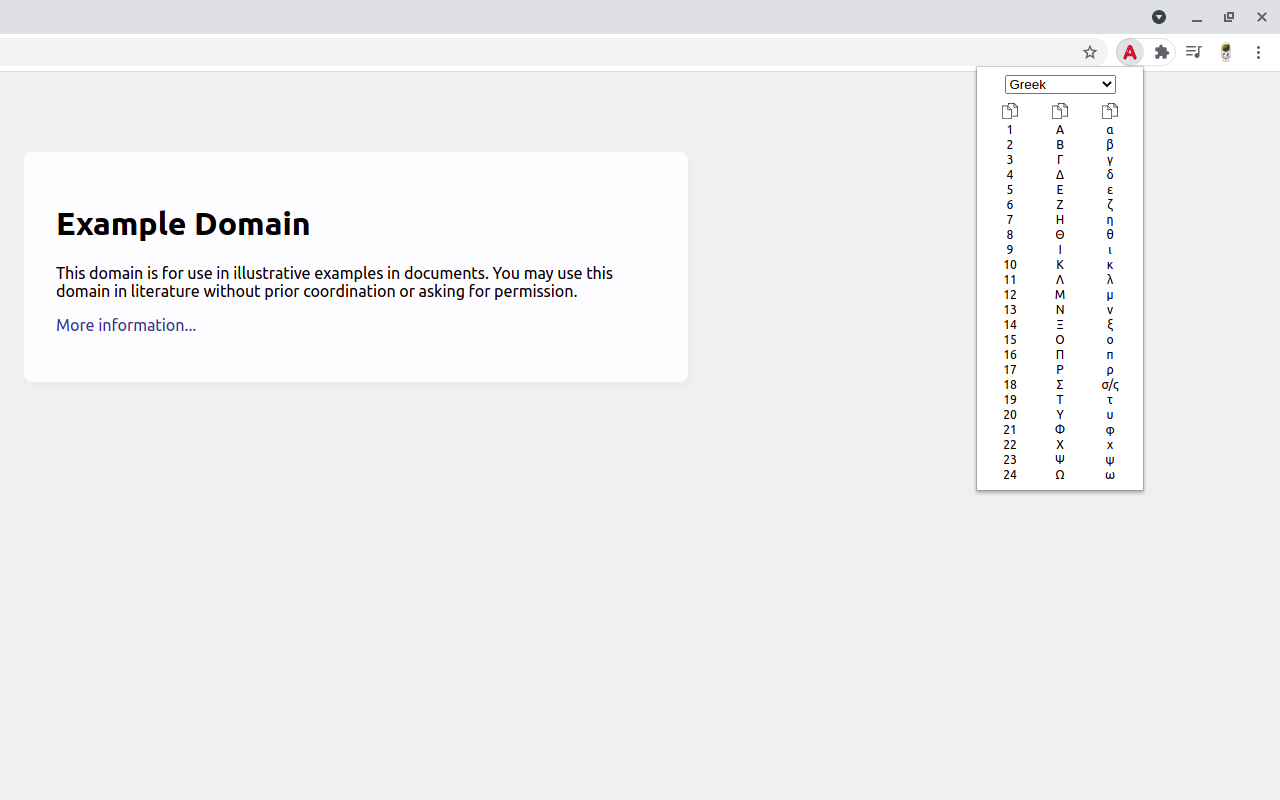 Example Domain
This domain is for use in illustrative examples in documents. You may use this
domain in literature without prior coordination or asking for permission.
More information...
Greek
1 Α α
2 Β β
3 Γ γ
4 Δ δ
5 Ε ε
6 Ζ ζ
7 Η η
8 Θ θ
9 Ι ι
10 Κ κ
11 Λ λ
12 Μ μ
13 Ν ν
14 Ξ ξ
15 Ο ο
16 Π π
17 Ρ ρ
18 Σ σ/ς
19 Τ τ
20 Υ υ
21 Φ φ
22 Χ χ
23 Ψ ψ
24 Ω ω